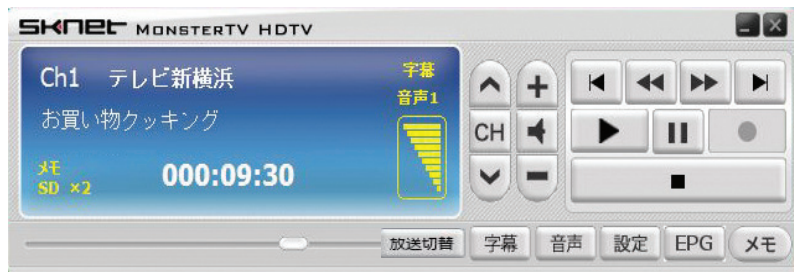 SKNET MonsterTV HDTV
Ch1 テレビ新横浜
字幕
音声1
お買い物クッキング
メモ
SD ×2
000:09:30
CH
放送切替 字幕 音声 設定 EPG メモ